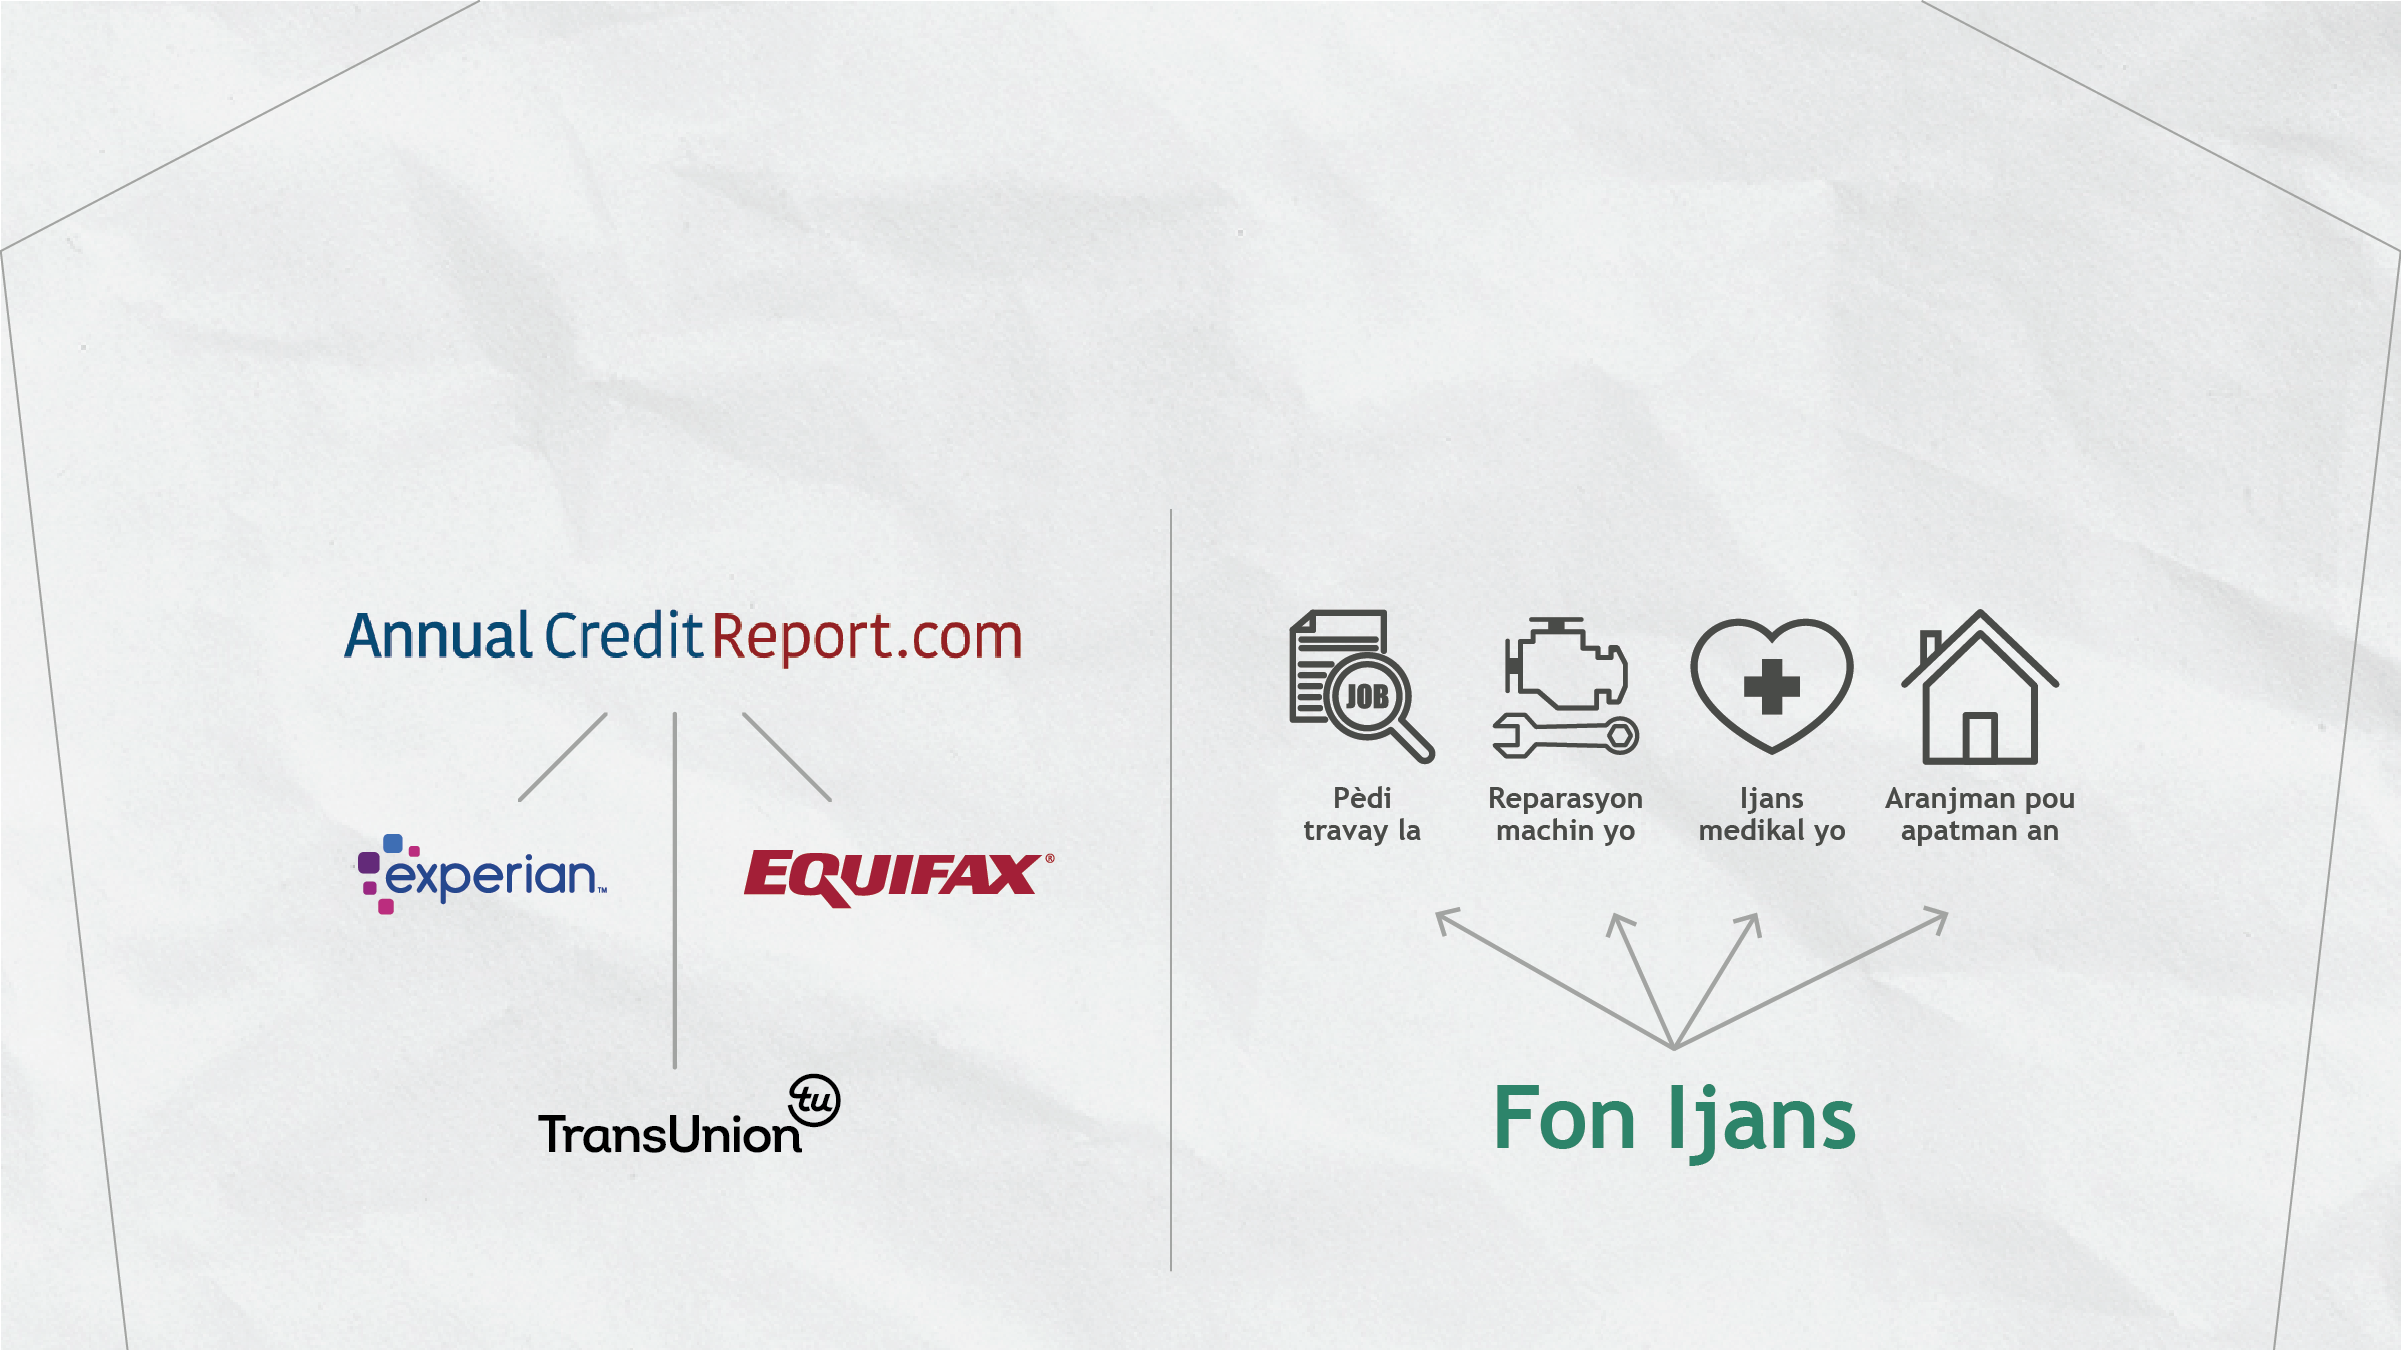 AnnualCreditReport.com
experian™
EQUIFAX®
TransUnion tu
JOB
Pèdi
travay la
Reparasyon
machin yo
Ijans
medikal yo
Aranjman pou
apatman an
Fon Ijans